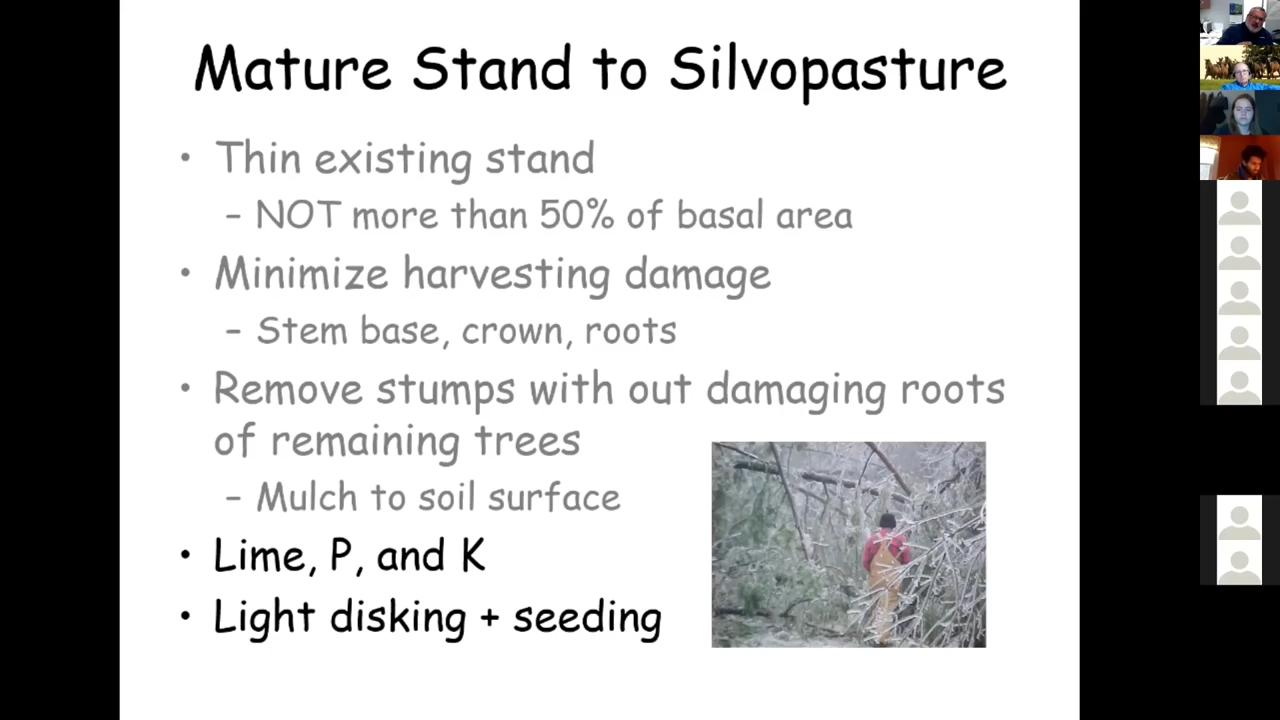 Mature Stand to Silvopasture
• Thin existing stand
– NOT more than 50% of basal area
• Minimize harvesting damage
– Stem base, crown, roots
• Remove stumps with out damaging roots
of remaining trees
– Mulch to soil surface
• Lime, P, and K
• Light disking + seeding